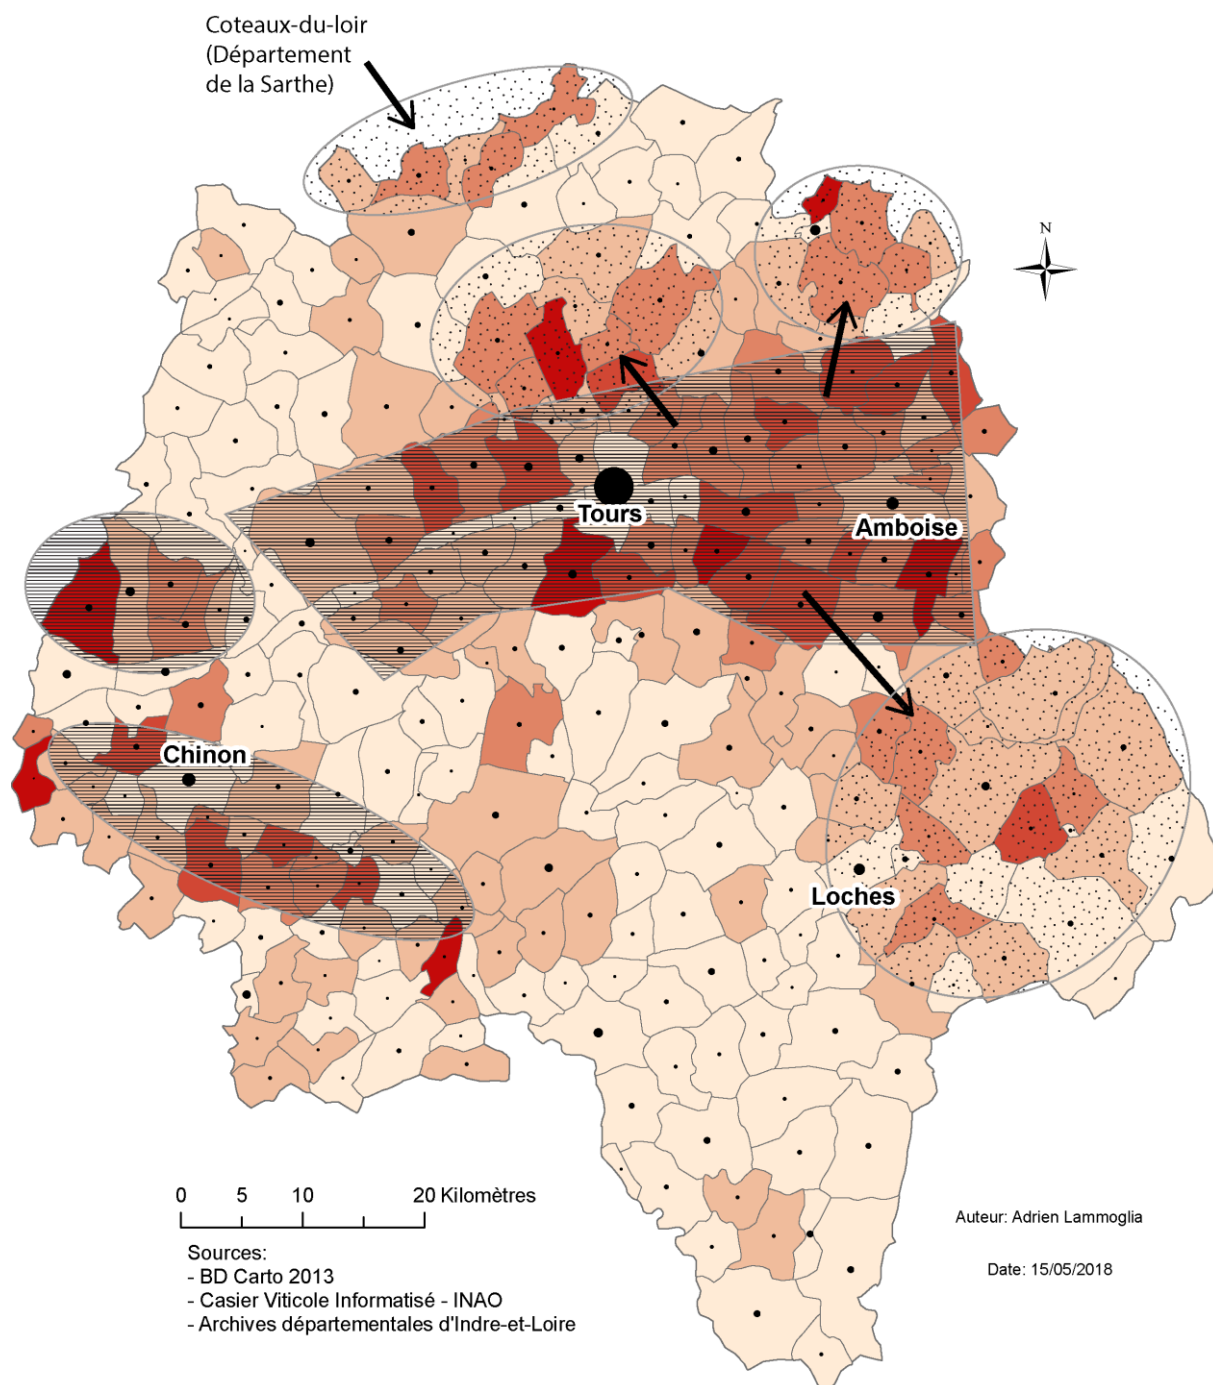 Coteaux-du-loir
(Département
de la Sarthe)
N
Tours
Amboise
Chinon
Loches
0 5 10 20 Kilomètres
Sources:
- BD Carto 2013
- Casier Viticole Informatisé - INAO
- Archives départementales d'Indre-et-Loire
Auteur: Adrien Lammoglia
Date: 15/05/2018